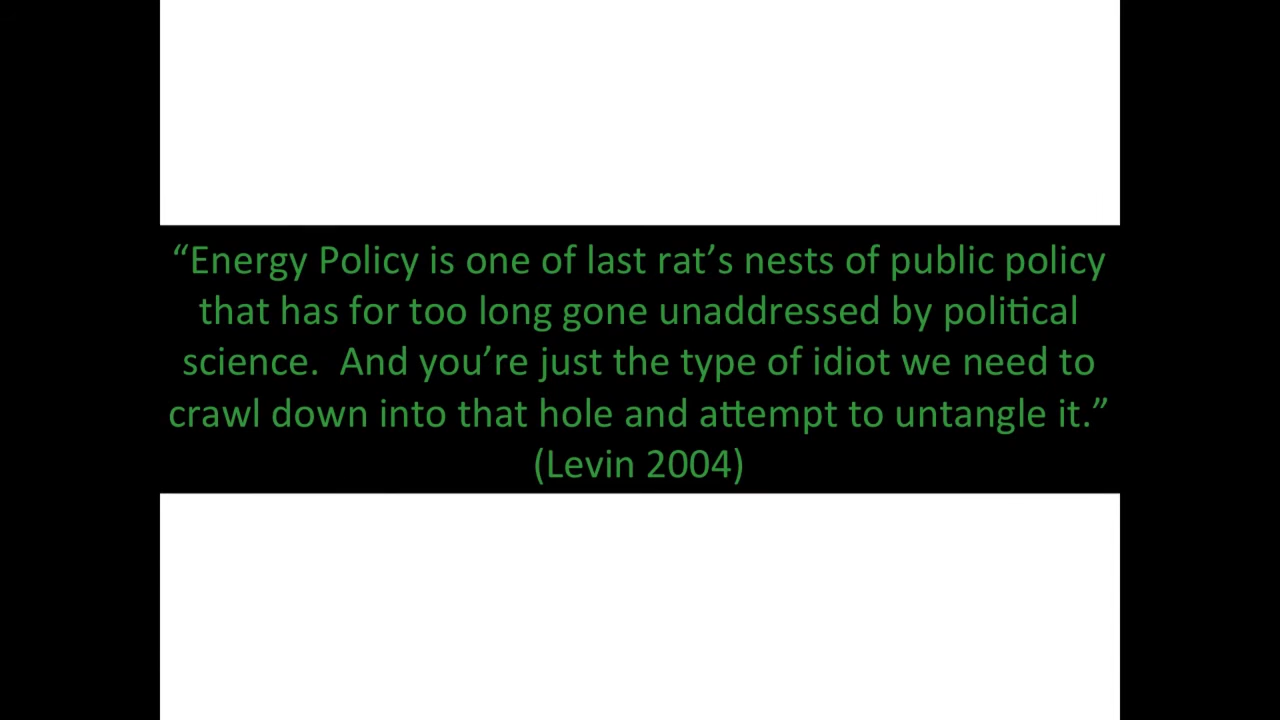 “Energy Policy is one of last rat’s nests of public policy
that has for too long gone unaddressed by political
science.  And you’re just the type of idiot we need to
crawl down into that hole and attempt to untangle it.”
(Levin 2004)